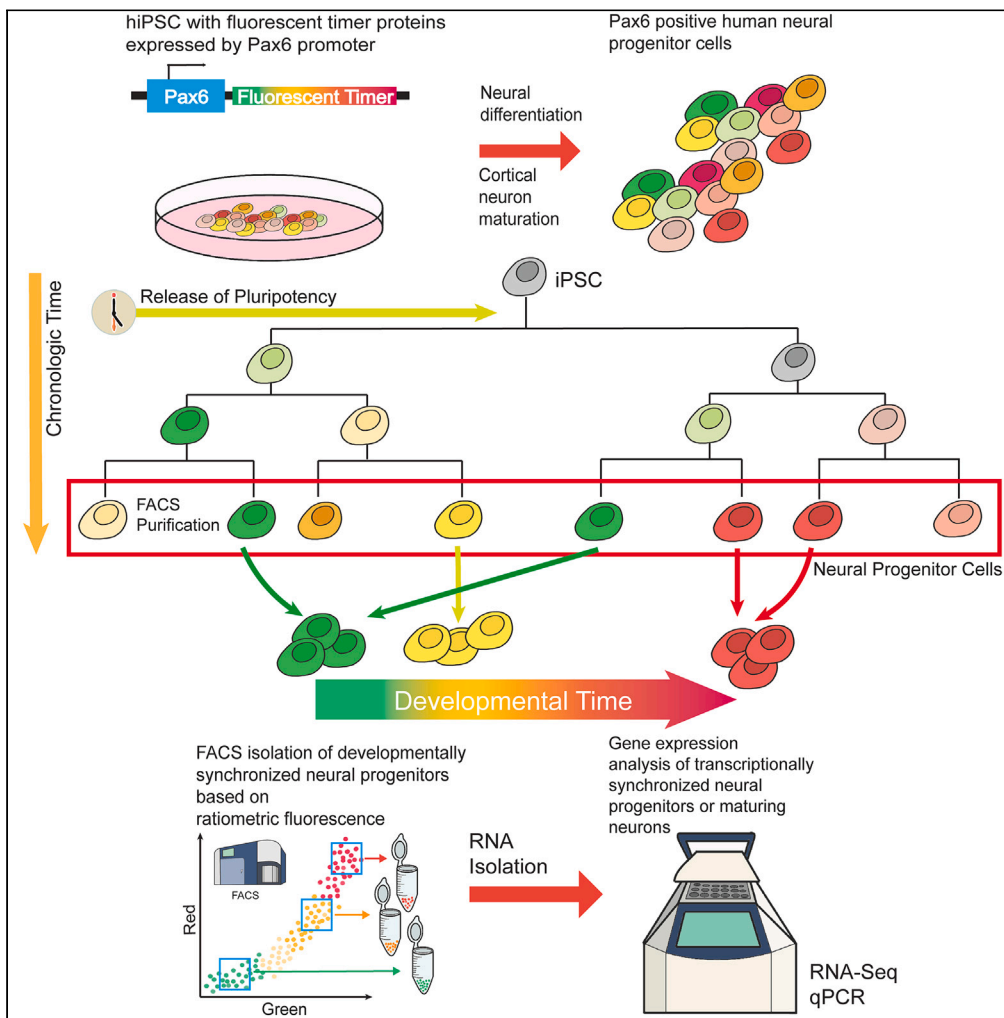 hiPSC with fluorescent timer proteins
expressed by Pax6 promoter
Pax6
Fluorescent Timer
Neural
differentiation
Cortical
neuron
maturation
Pax6 positive human neural
progenitor cells
Chronologic Time
Release of Pluripotency
iPSC
FACS
Purification
Neural Progenitor Cells
Developmental Time
FACS isolation of developmentally
synchronized neural progenitors
based on
ratiometric fluorescence
FACS
Red
Green
RNA
Isolation
Gene expression
analysis of transcriptionally
synchronized neural
progenitors or maturing
neurons
RNA-Seq
qPCR